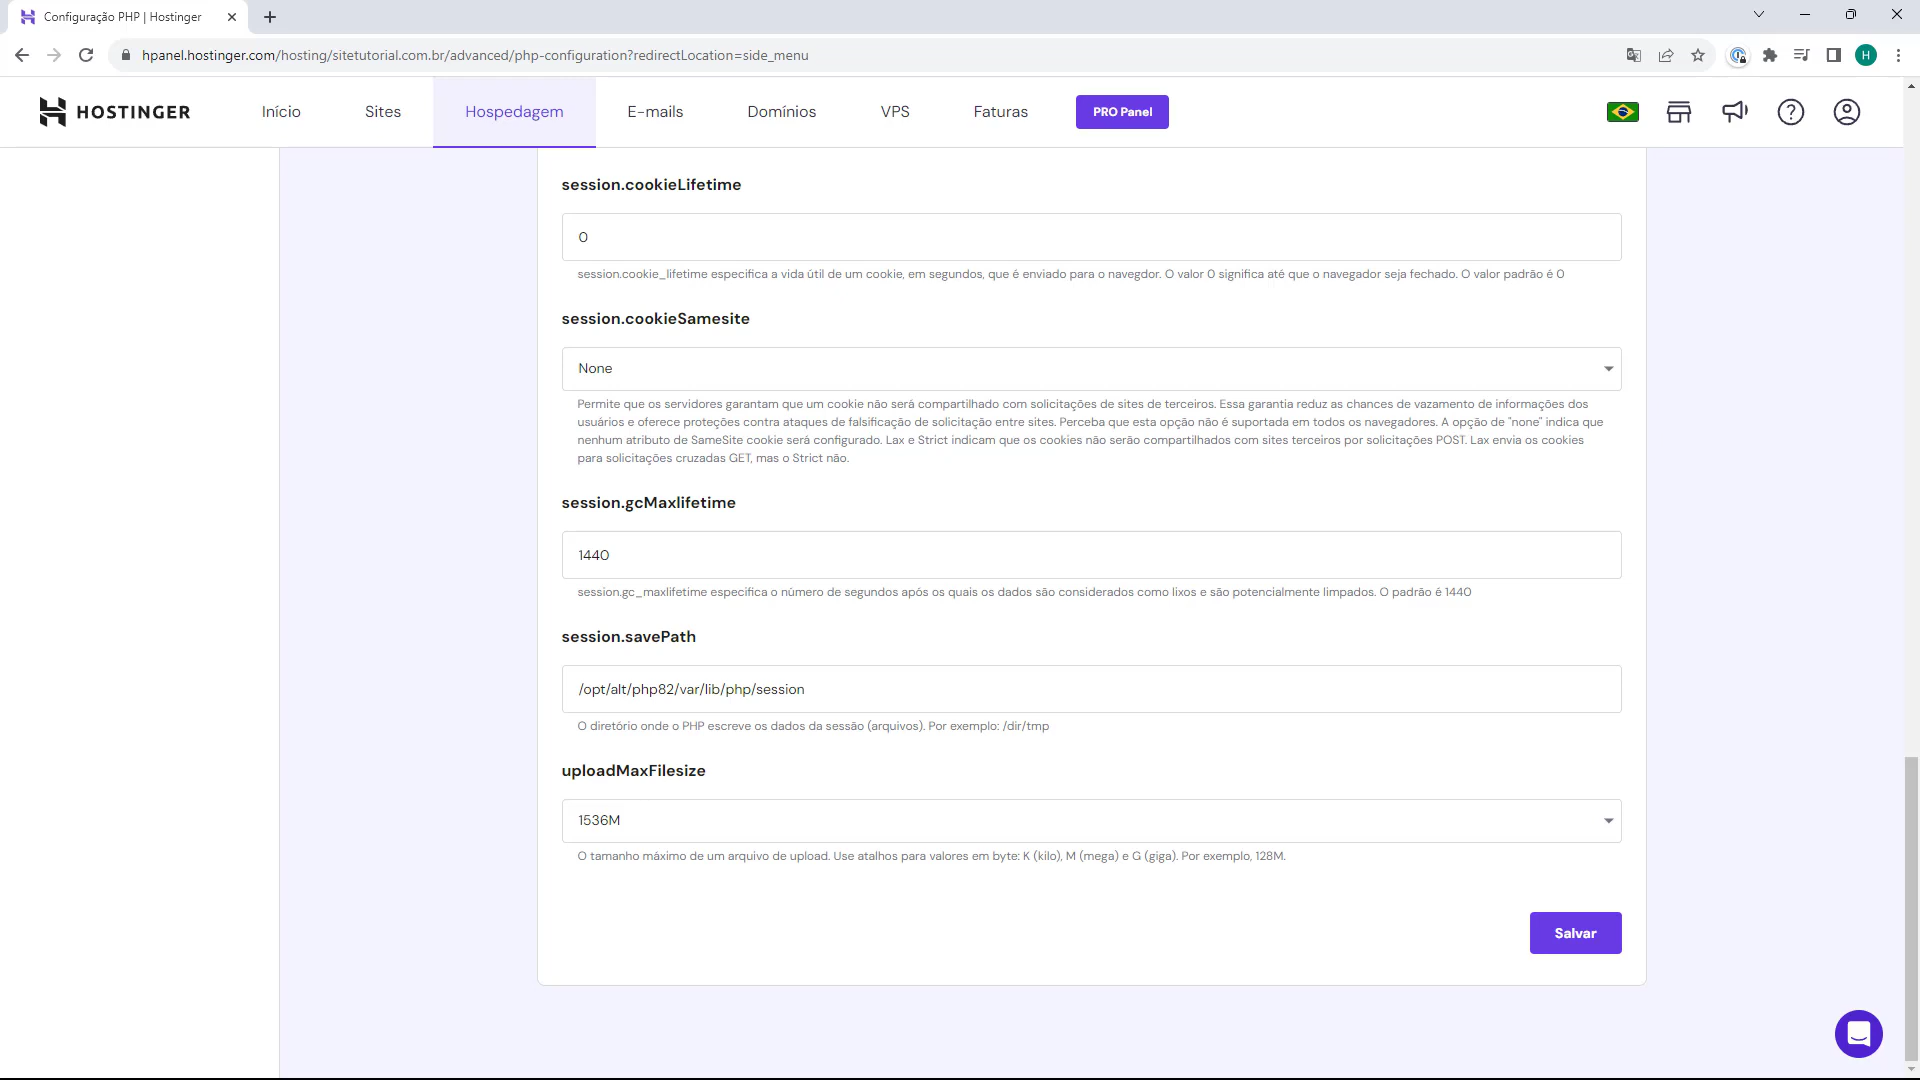 Configuração PHP | Hostinger
hpanel.hostinger.com/hosting/sitetutorial.com.br/advanced/php-configuration?redirectLocation=side_menu
H
HOSTINGER
Início
Sites
Hospedagem
E-mails
Domínios
VPS
Faturas
PRO Panel
session.cookieLifetime
0
session.cookie_lifetime especifica a vida útil de um cookie, em segundos, que é enviado para o navegdor. O valor 0 significa até que o navegador seja fechado. O valor padrão é 0
session.cookieSamesite
None
Permite que os servidores garantam que um cookie não será compartilhado com solicitações de sites de terceiros. Essa garantia reduz as chances de vazamento de informações dos
usuários e oferece proteções contra ataques de falsificação de solicitação entre sites. Perceba que esta opção não é suportada em todos os navegadores. A opção de "none" indica que
nenhum atributo de SameSite cookie será configurado. Lax e Strict indicam que os cookies não serão compartilhados com sites terceiros por solicitações POST. Lax envia os cookies
para solicitações cruzadas GET, mas o Strict não.
session.gcMaxlifetime
1440
session.gc_maxlifetime especifica o número de segundos após os quais os dados são considerados como lixos e são potencialmente limpados. O padrão é 1440
session.savePath
/opt/alt/php82/var/lib/php/session
O diretório onde o PHP escreve os dados da sessão (arquivos). Por exemplo: /dir/tmp
uploadMaxFilesize
1536M
O tamanho máximo de um arquivo de upload. Use atalhos para valores em byte: K (kilo), M (mega) e G (giga). Por exemplo, 128M.
Salvar